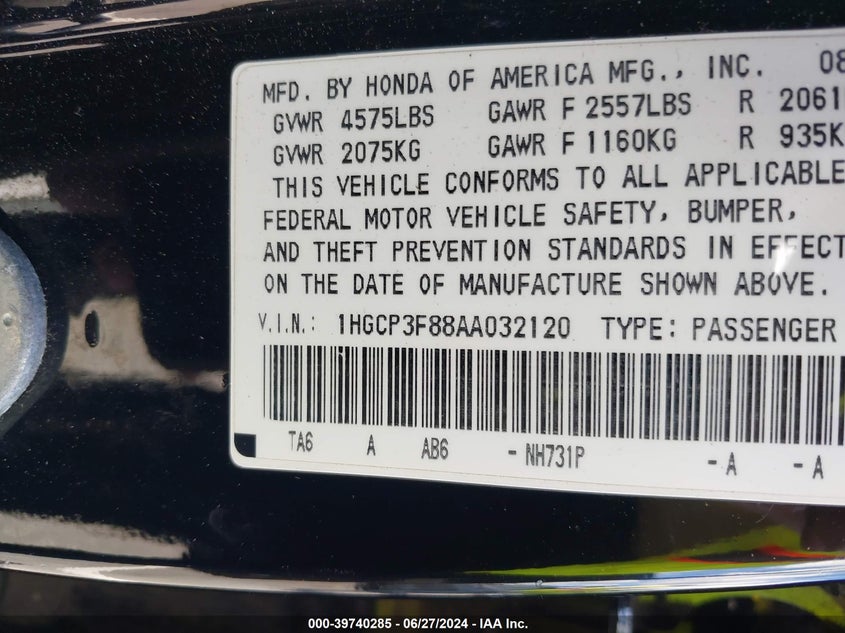 MFD. BY HONDA OF AMERICA MFG., INC. 08
GVWR 4575LBS GAWR F 2557LBS R 2061
GVWR 2075KG GAWR F 1160KG R 935K
THIS VEHICLE CONFORMS TO ALL APPLICABLE
FEDERAL MOTOR VEHICLE SAFETY, BUMPER,
AND THEFT PREVENTION STANDARDS IN EFFECT
ON THE DATE OF MANUFACTURE SHOWN ABOVE.
V.I.N.: 1HGCP3F88AA032120 TYPE: PASSENGER
TA6 A AB6 - NH731P - A - A
000-39740285 - 06/27/2024 - IAA Inc.